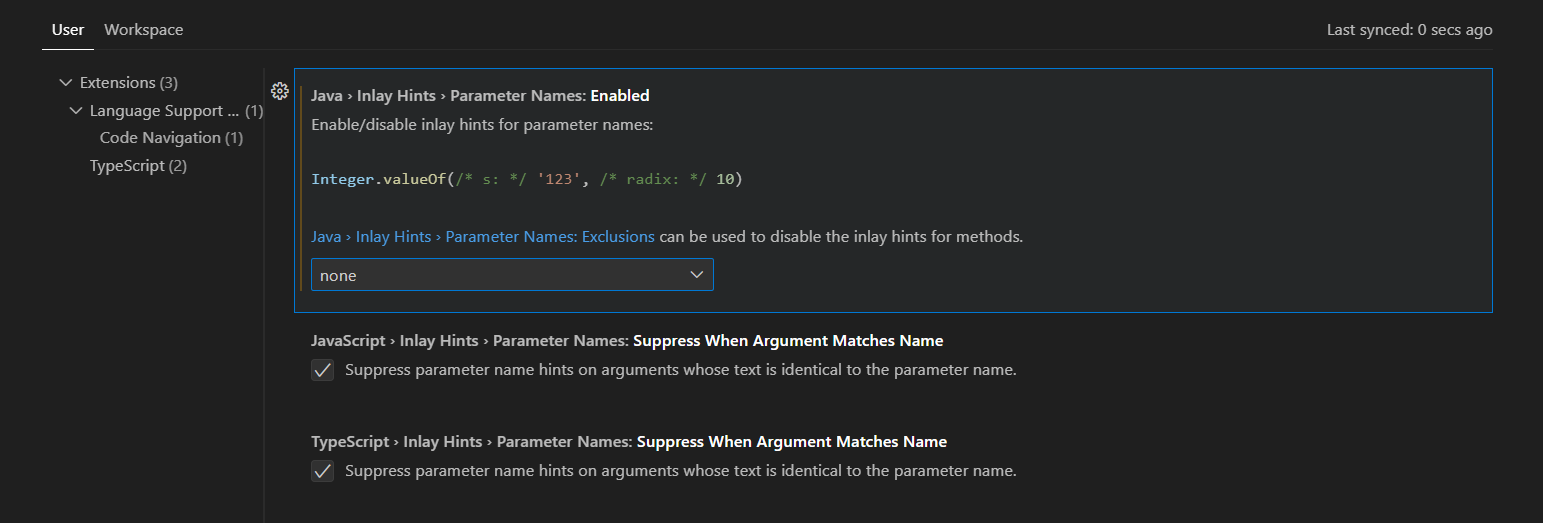 User Workspace Last synced: 0 secs ago
Extensions (3)
Language Support ... (1)
Code Navigation (1)
TypeScript (2)
Java › Inlay Hints › Parameter Names: Enabled
Enable/disable inlay hints for parameter names:
Integer.valueOf(/* s: */ '123', /* radix: */ 10)
Java › Inlay Hints › Parameter Names: Exclusions can be used to disable the inlay hints for methods.
none
JavaScript › Inlay Hints › Parameter Names: Suppress When Argument Matches Name
Suppress parameter name hints on arguments whose text is identical to the parameter name.
TypeScript › Inlay Hints › Parameter Names: Suppress When Argument Matches Name
Suppress parameter name hints on arguments whose text is identical to the parameter name.